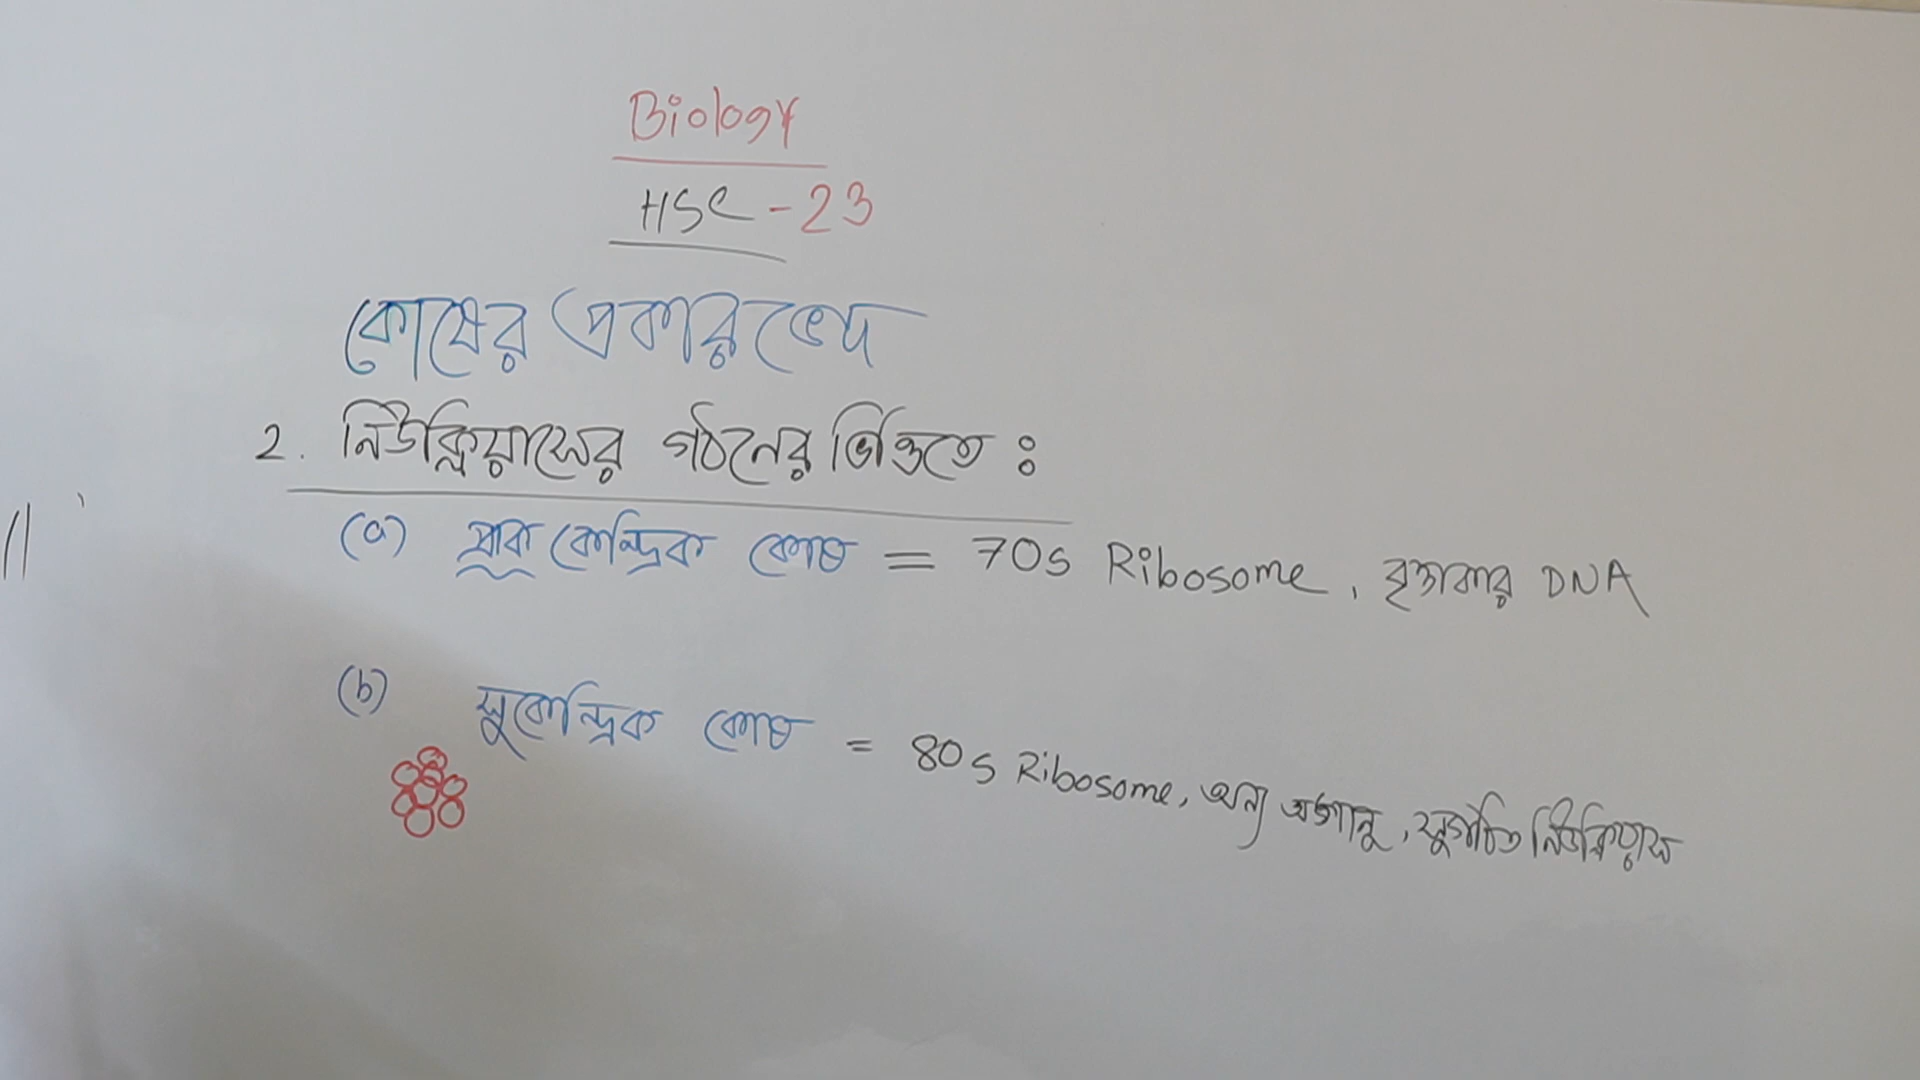 Biology
HSC - 23
কোষের প্রকারভেদ
2. নিউক্লিয়াসের গঠনের ভিত্তিতে :
(a) প্রাক কেন্দ্রিক কোষ = 70s Ribosome, বৃত্তাকার DNA
(b) সুকেন্দ্রিক কোষ = 80s Ribosome, অন্য অঙ্গানু, সুগঠিত নিউক্লিয়াস